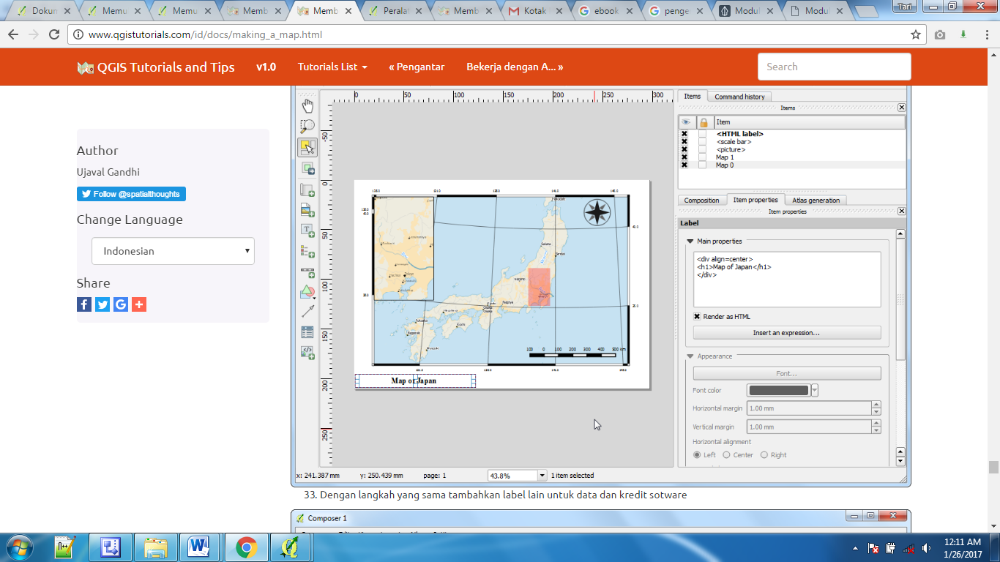 Dokun
Memu
Memu
Memb
Memb
Peralat
Memb
Kotak
ebook
penge
Modul
Modul
Tari
www.qgistutorials.com/id/docs/making_a_map.html
QGIS Tutorials and Tips
v1.0
Tutorials List
« Pengantar
Bekerja dengan A... »
Search
Author
Ujaval Gandhi
Follow @spatialthoughts
Change Language
Indonesian
Share
0 50 100 150 200 250 300
-50
0
50
100
150
200
250
Items
Command history
Items
Item
<HTML label>
<scale bar>
<picture>
Map 1
Map 0
Composition
Item properties
Atlas generation
Item properties
Label
Main properties
<div align=center>
<h1>Map of Japan</h1>
</div>
Render as HTML
Insert an expression...
Appearance
Font...
Font color
Horizontal margin
1.00 mm
Vertical margin
1.00 mm
Horizontal alignment
Left
Center
Right
Nagoya
100 0 100 200 300 400 500 km
Map of Japan
x: 241.387 mm
y: 250.439 mm
page: 1
43.8%
1 item selected
33. Dengan langkah yang sama tambahkan label lain untuk data dan kredit sotware
Composer 1
12:11 AM
1/26/2017